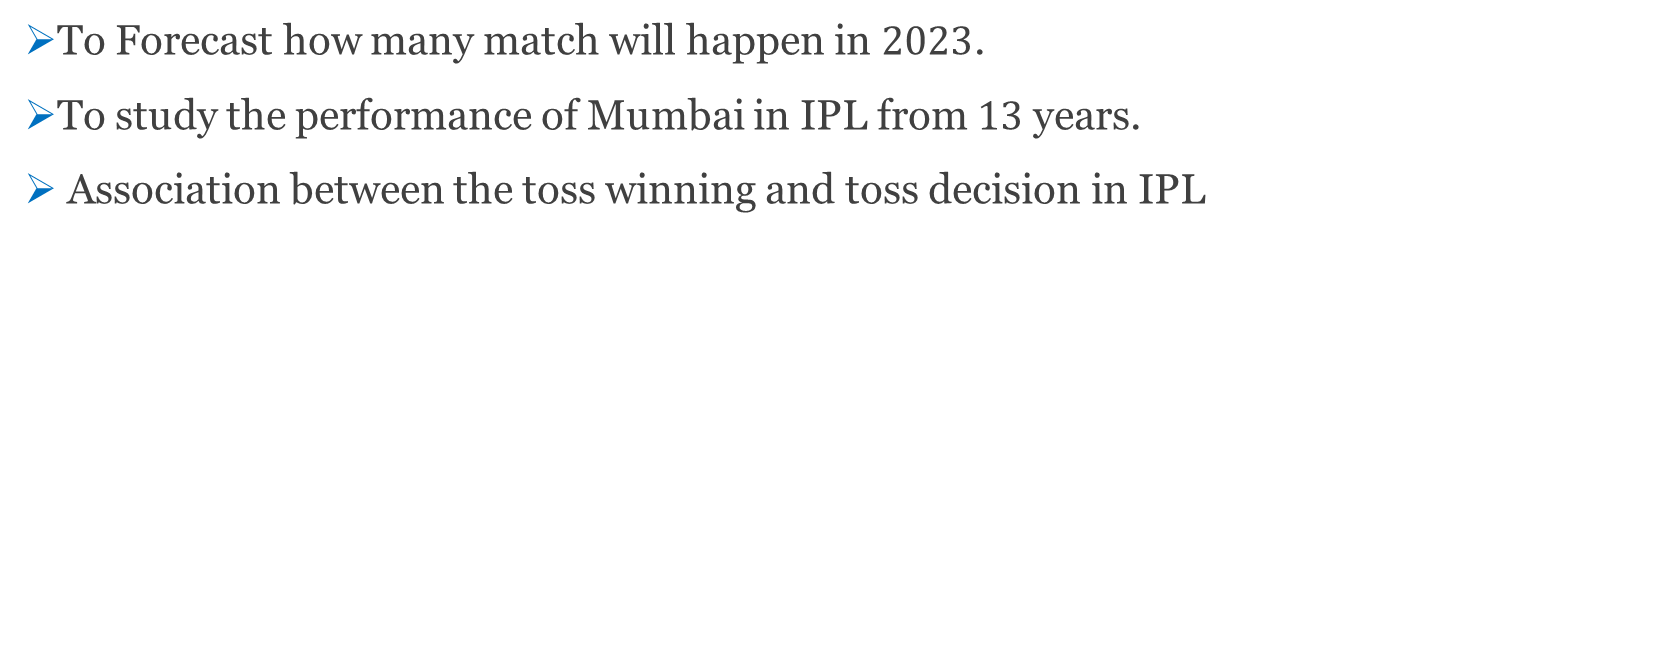 ➢To Forecast how many match will happen in 2023.
➢To study the performance of Mumbai in IPL from 13 years.
➢ Association between the toss winning and toss decision in IPL